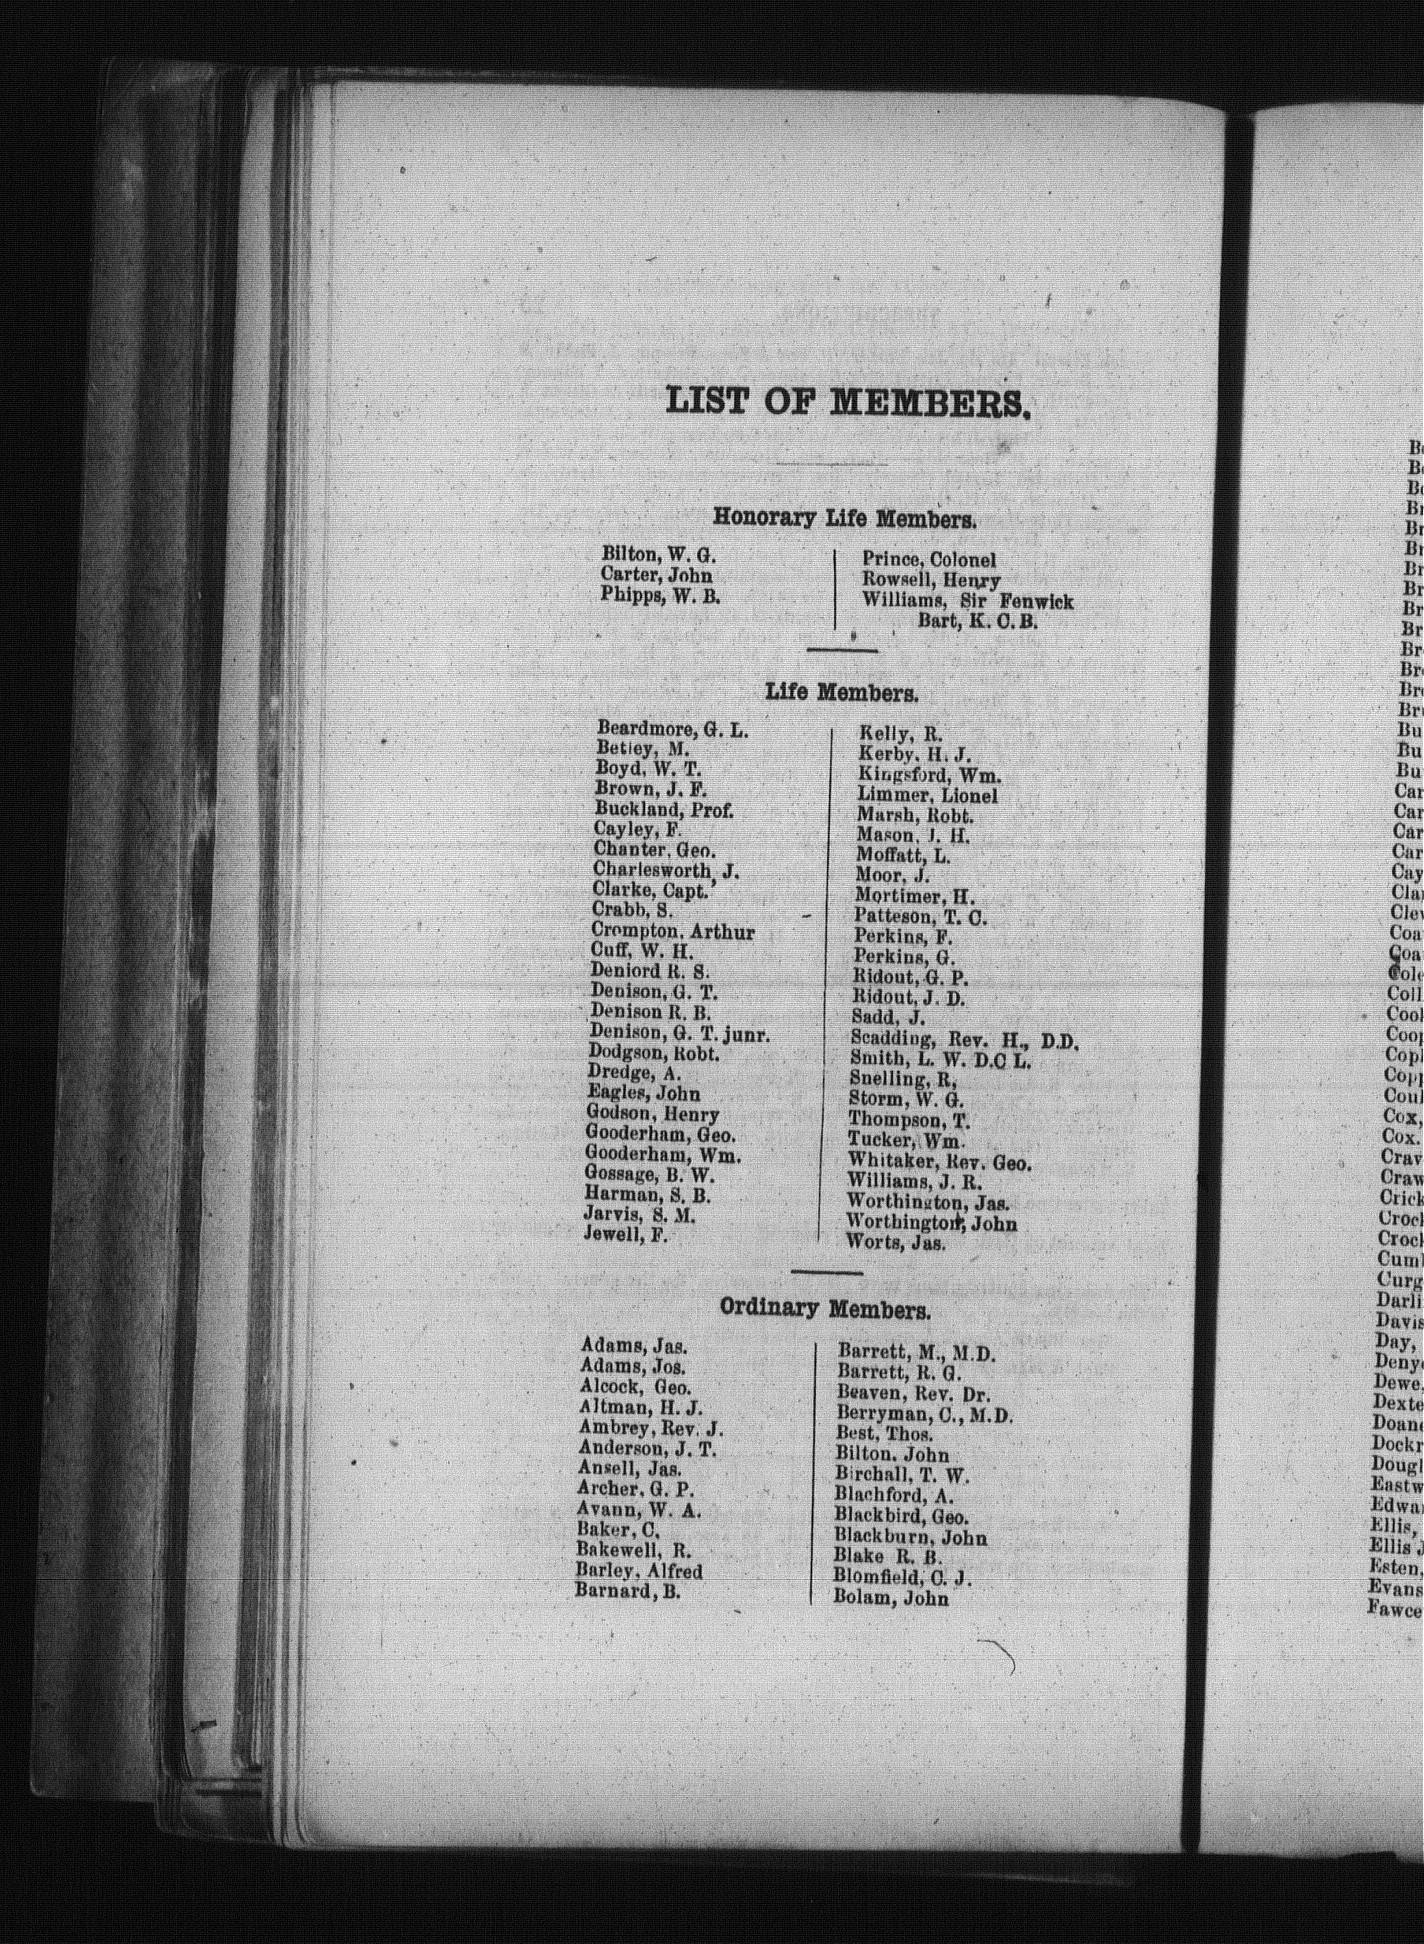 LIST OF MEMBERS.
Honorary Life Members.
Bilton, W. G.
Carter, John
Phipps, W. B.
Prince, Colonel
Rowsell, Henry
Williams, Sir Fenwick
Bart, K. C. B.
Life Members.
Beardmore, G. L.
Betley, M.
Boyd, W. T.
Brown, J. F.
Buckland, Prof.
Cayley, F.
Chanter, Geo.
Charlesworth, J.
Clarke, Capt.
Crabb, S.
Crompton, Arthur
Cuff, W. H.
Deniord R. S.
Denison, G. T.
Denison R. B.
Denison, G. T. junr.
Dodgson, Robt.
Dredge, A.
Eagles, John
Godson, Henry
Gooderham, Geo.
Gooderham, Wm.
Gossage, B. W.
Harman, S. B.
Jarvis, S. M.
Jewell, F.
Kelly, R.
Kerby, H. J.
Kingsford, Wm.
Limmer, Lionel
Marsh, Robt.
Mason, J. H.
Moffatt, L.
Moor, J.
Mortimer, H.
Patteson, T. C.
Perkins, F.
Perkins, G.
Ridout, G. P.
Ridout, J. D.
Sadd, J.
Scadding, Rev. H., D.D.
Smith, L. W. D.C L.
Snelling, R,
Storm, W. G.
Thompson, T.
Tucker, Wm.
Whitaker, Rev. Geo.
Williams, J. R.
Worthington, Jas.
Worthington, John
Worts, Jas.
Ordinary Members.
Adams, Jas.
Adams, Jos.
Alcock, Geo.
Altman, H. J.
Ambrey, Rev. J.
Anderson, J. T.
Ansell, Jas.
Archer, G. P.
Avann, W. A.
Baker, C.
Bakewell, R.
Barley, Alfred
Barnard, B.
Barrett, M., M.D.
Barrett, R. G.
Beaven, Rev. Dr.
Berryman, C., M.D.
Best, Thos.
Bilton, John
Birchall, T. W.
Blachford, A.
Blackbird, Geo.
Blackburn, John
Blake R. B.
Blomfield, C. J.
Bolam, John